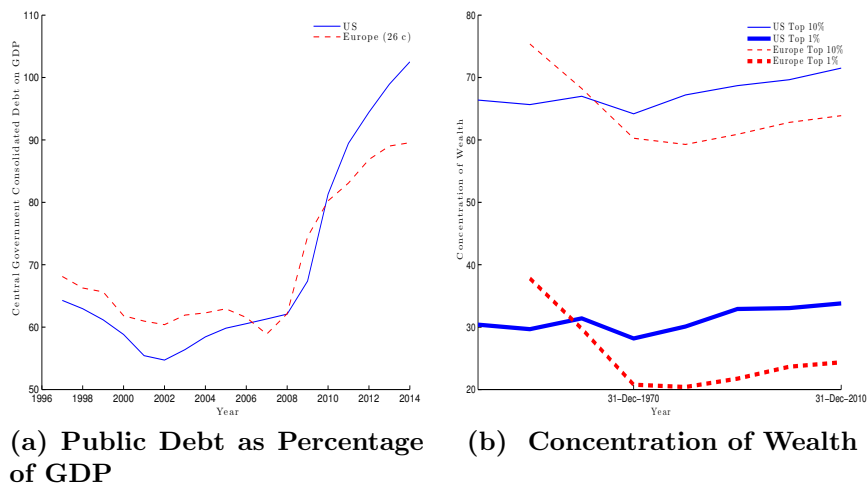 110
100
90
80
70
60
50
Central Government Consolidated Debt on GDP
US
Europe (26 c)
1996 1998 2000 2002 2004 2006 2008 2010 2012 2014
Year
(a) Public Debt as Percentage
of GDP
80
70
60
50
40
30
20
Concentration of Wealth
US Top 10%
US Top 1%
Europe Top 10%
Europe Top 1%
31-Dec-1970 31-Dec-2010
Year
(b) Concentration of Wealth